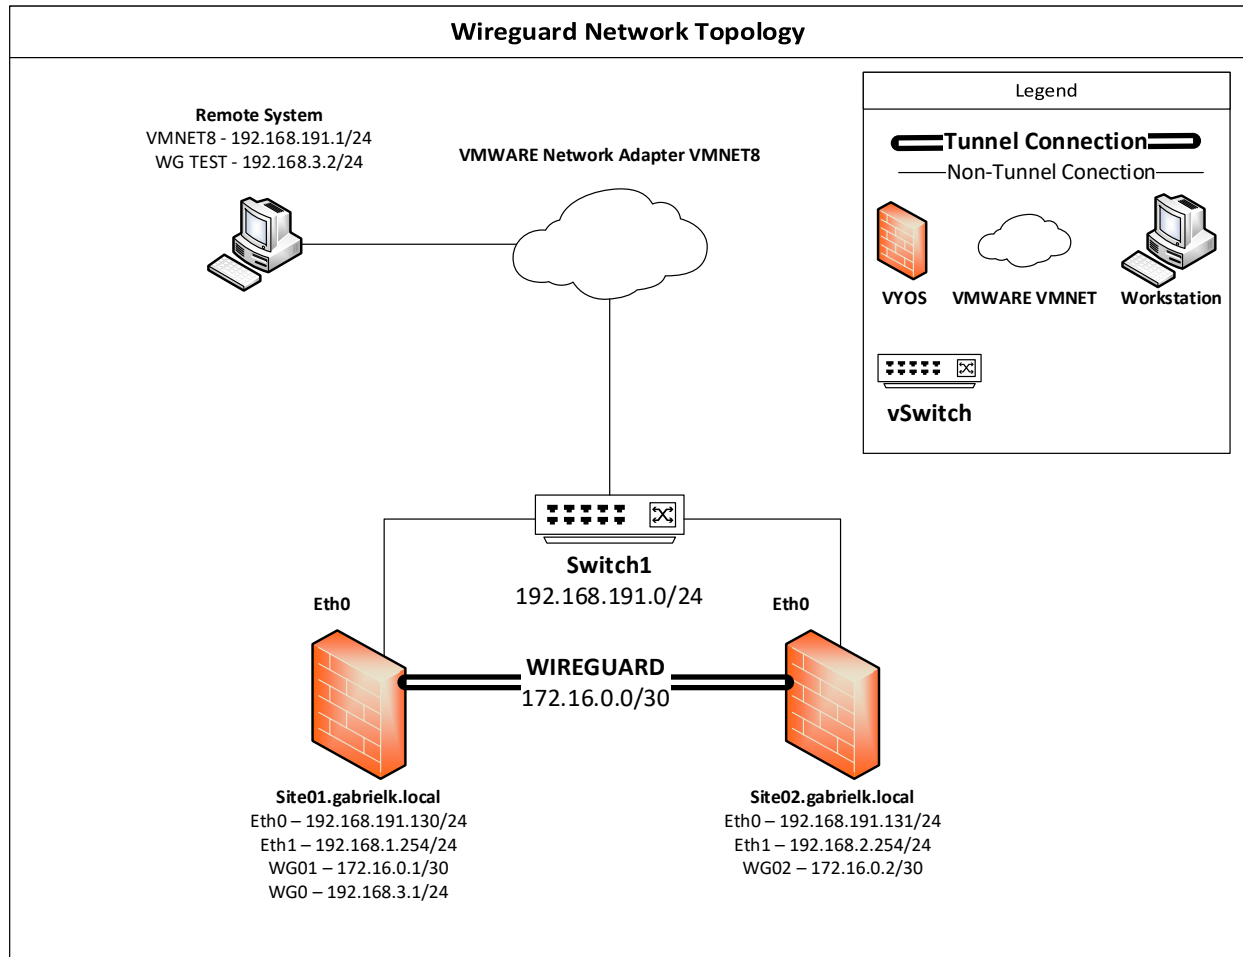 Wireguard Network Topology
Remote System
VMNET8 - 192.168.191.1/24
WG TEST - 192.168.3.2/24
VMWARE Network Adapter VMNET8
Legend
Tunnel Connection
Non-Tunnel Conection
VYOS
VMWARE VMNET
Workstation
vSwitch
Switch1
192.168.191.0/24
Eth0
Eth0
WIREGUARD
172.16.0.0/30
Site01.gabrielk.local
Eth0 – 192.168.191.130/24
Eth1 – 192.168.1.254/24
WG01 – 172.16.0.1/30
WG0 – 192.168.3.1/24
Site02.gabrielk.local
Eth0 – 192.168.191.131/24
Eth1 – 192.168.2.254/24
WG02 – 172.16.0.2/30